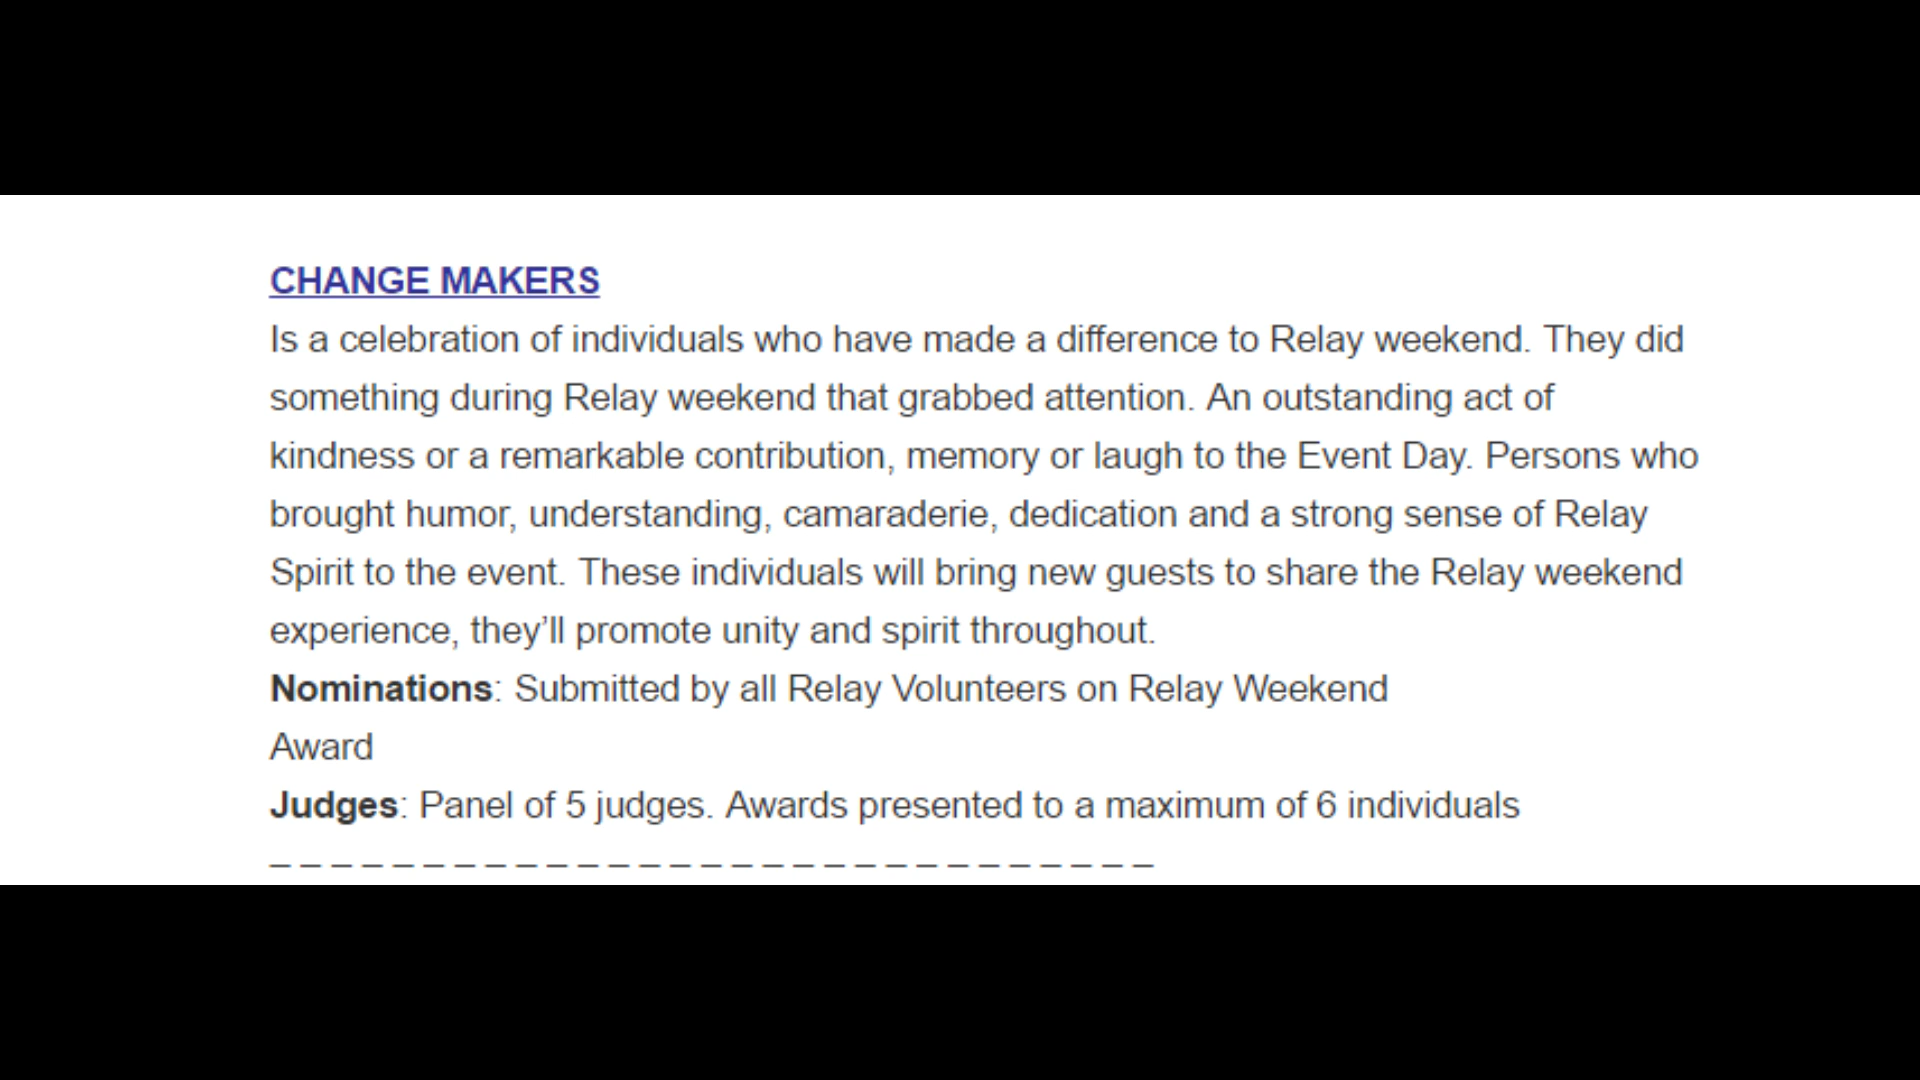 CHANGE MAKERS
Is a celebration of individuals who have made a difference to Relay weekend. They did
something during Relay weekend that grabbed attention. An outstanding act of
kindness or a remarkable contribution, memory or laugh to the Event Day. Persons who
brought humor, understanding, camaraderie, dedication and a strong sense of Relay
Spirit to the event. These individuals will bring new guests to share the Relay weekend
experience, they’ll promote unity and spirit throughout.
Nominations: Submitted by all Relay Volunteers on Relay Weekend
Award
Judges: Panel of 5 judges. Awards presented to a maximum of 6 individuals
_ _ _ _ _ _ _ _ _ _ _ _ _ _ _ _ _ _ _ _ _ _ _ _ _ _ _ _ _